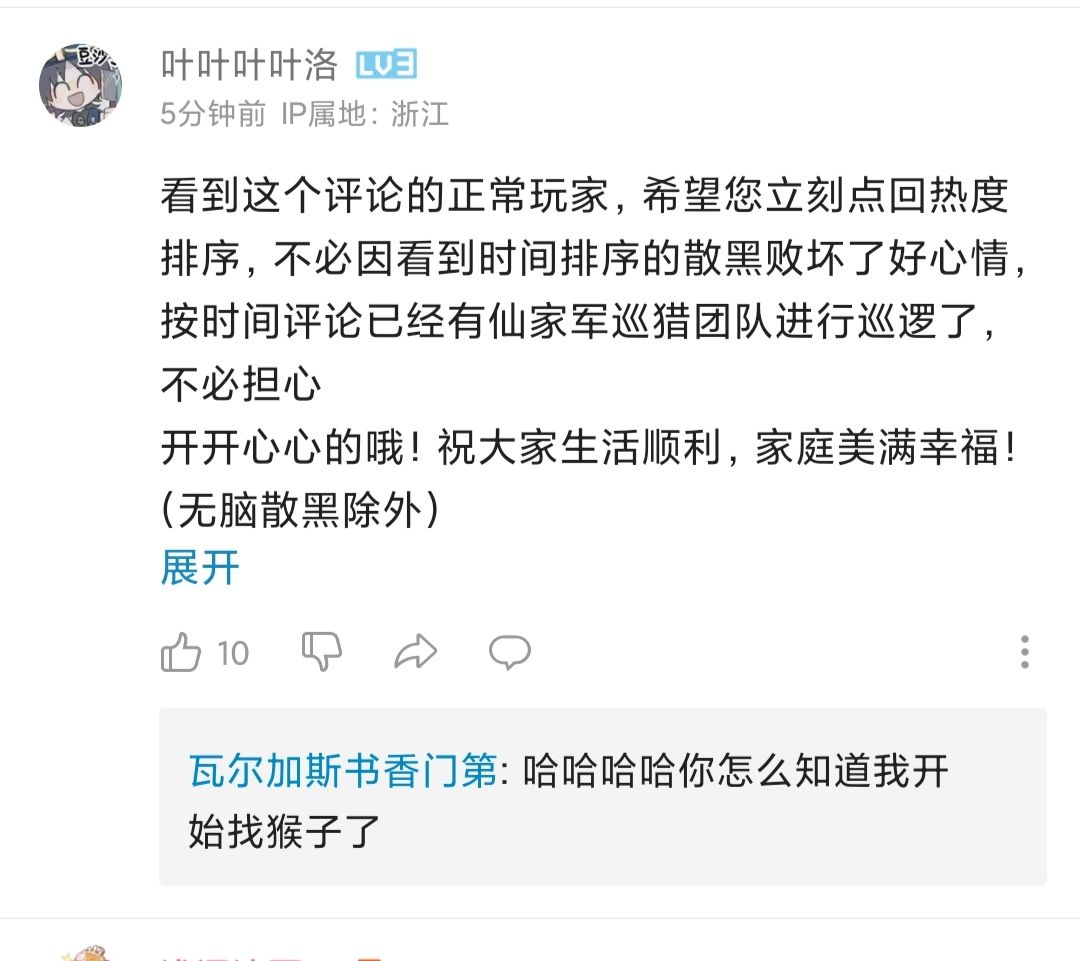 叶叶叶叶洛 LV3
5分钟前 IP属地：浙江
看到这个评论的正常玩家，希望您立刻点回热度
排序，不必因看到时间排序的散黑败坏了好心情，
按时间评论已经有仙家军巡猎团队进行巡逻了，
不必担心
开开心心的哦！祝大家生活顺利，家庭美满幸福！
（无脑散黑除外）
展开
10
瓦尔加斯书香门第: 哈哈哈哈你怎么知道我开
始找猴子了